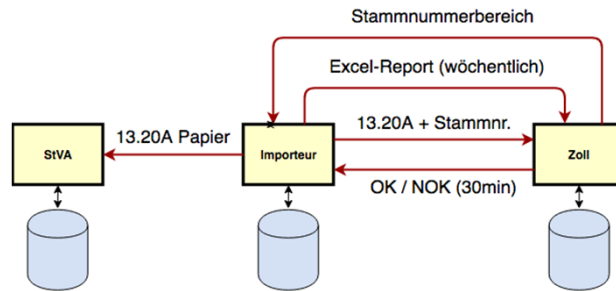 Stammnummerbereich
Excel-Report (wöchentlich)
13.20A Papier
13.20A + Stammnr.
StVA
Importeur
Zoll
OK / NOK (30min)